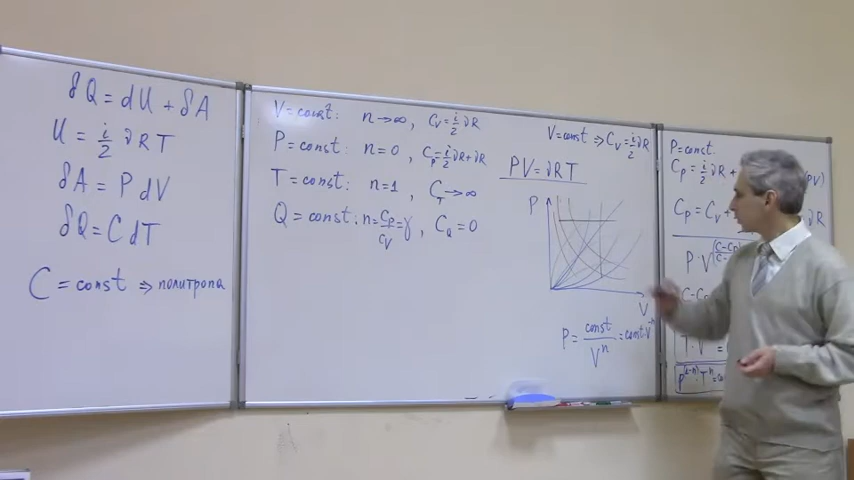 δQ = dU + δA
U = i/2 νRT
δA = P dV
δQ = C dT
C = const ⇒ политропа
V = const: n → ∞, C_V = i/2 νR
P = const: n = 0, C_P = i/2 νR + νR
T = const: n = 1, C_T → ∞
Q = const: n = C_P/C_V = γ, C_Q = 0
V = const ⇒ C_V = i/2 νR
PV = νRT
P
V
P = const/V^n = const·V^-n
P = const
C_P = i/2 νR +
C_P = C_V +